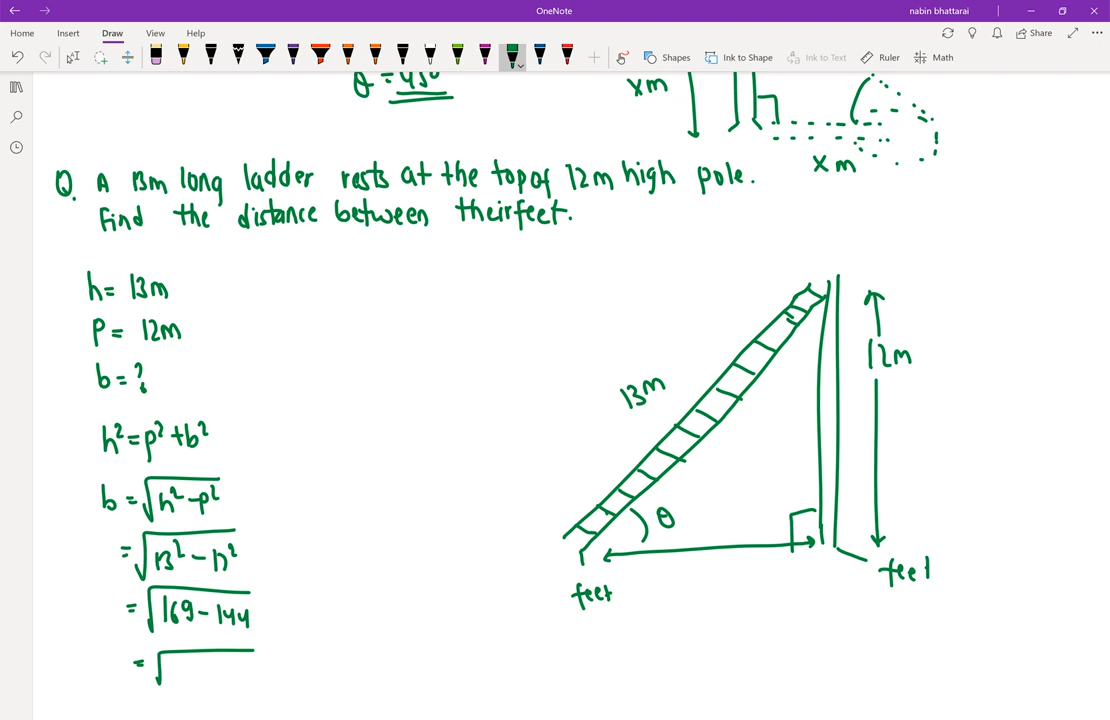 OneNote
nabin bhattarai
Home Insert Draw View Help
Share
Shapes Ink to Shape Ink to Text Ruler Math
θ = 45°
x m
x m
Q. A 13m long ladder rests at the top of 12m high pole.
Find the distance between their feet.
h = 13m
P = 12m
b = ?
h² = p² + b²
b = √h² - p²
= √13² - 12²
= √169 - 144
= √
13m
12m
θ
feet
feet